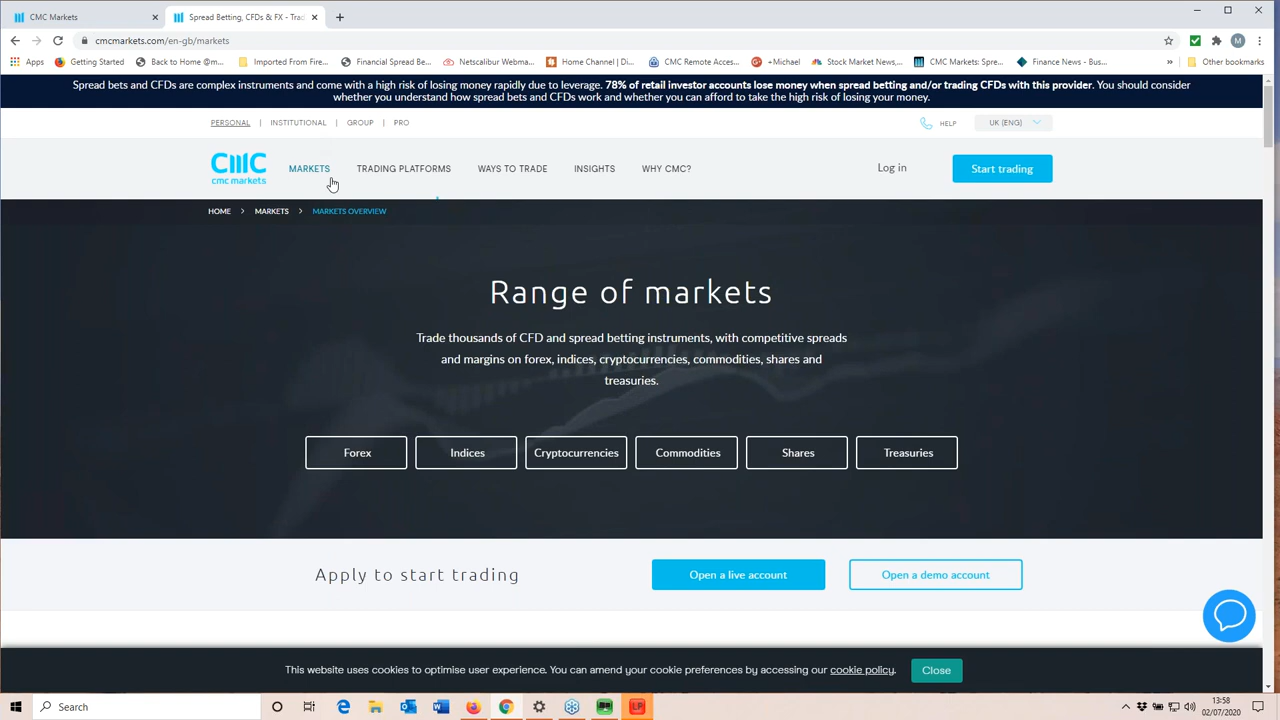 CMC Markets
Spread Betting, CFDs & FX - Trad
cmcmarkets.com/en-gb/markets
M
Apps
Getting Started
Back to Home @m...
Imported From Fire...
Financial Spread Be...
Netscalibur Webma...
Home Channel | Di...
CMC Remote Acces...
+Michael
Stock Market News,...
CMC Markets: Spre...
Finance News - Bus...
»
Other bookmarks
Spread bets and CFDs are complex instruments and come with a high risk of losing money rapidly due to leverage. 78% of retail investor accounts lose money when spread betting and/or trading CFDs with this provider. You should consider
whether you understand how spread bets and CFDs work and whether you can afford to take the high risk of losing your money.
PERSONAL | INSTITUTIONAL | GROUP | PRO
HELP
UK (ENG)
cmc markets
MARKETS
TRADING PLATFORMS
WAYS TO TRADE
INSIGHTS
WHY CMC?
Log in
Start trading
HOME > MARKETS > MARKETS OVERVIEW
Range of markets
Trade thousands of CFD and spread betting instruments, with competitive spreads
and margins on forex, indices, cryptocurrencies, commodities, shares and
treasuries.
Forex
Indices
Cryptocurrencies
Commodities
Shares
Treasuries
Apply to start trading
Open a live account
Open a demo account
This website uses cookies to optimise user experience. You can amend your cookie preferences by accessing our cookie policy.
Close
Search
LP
13:58
02/07/2020